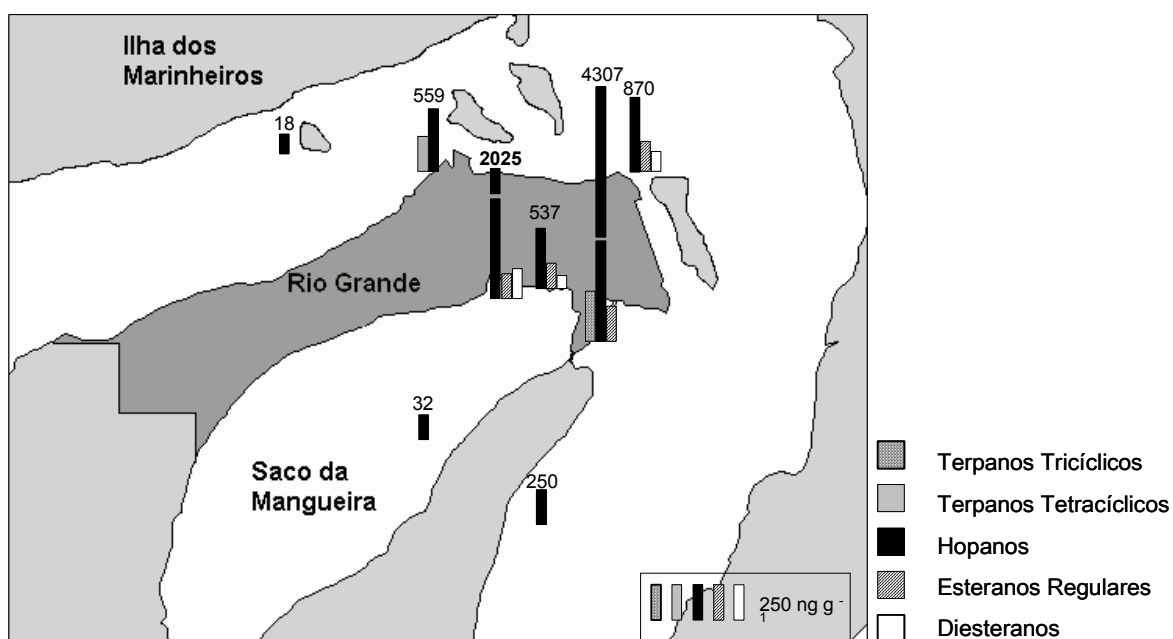 Ilha dos
Marinheiros
4307
870
559
18
2025
537
Rio Grande
32
Saco da
Mangueira
250
250 ng g -
1
Terpanos Tricíclicos
Terpanos Tetracíclicos
Hopanos
Esteranos Regulares
Diesteranos